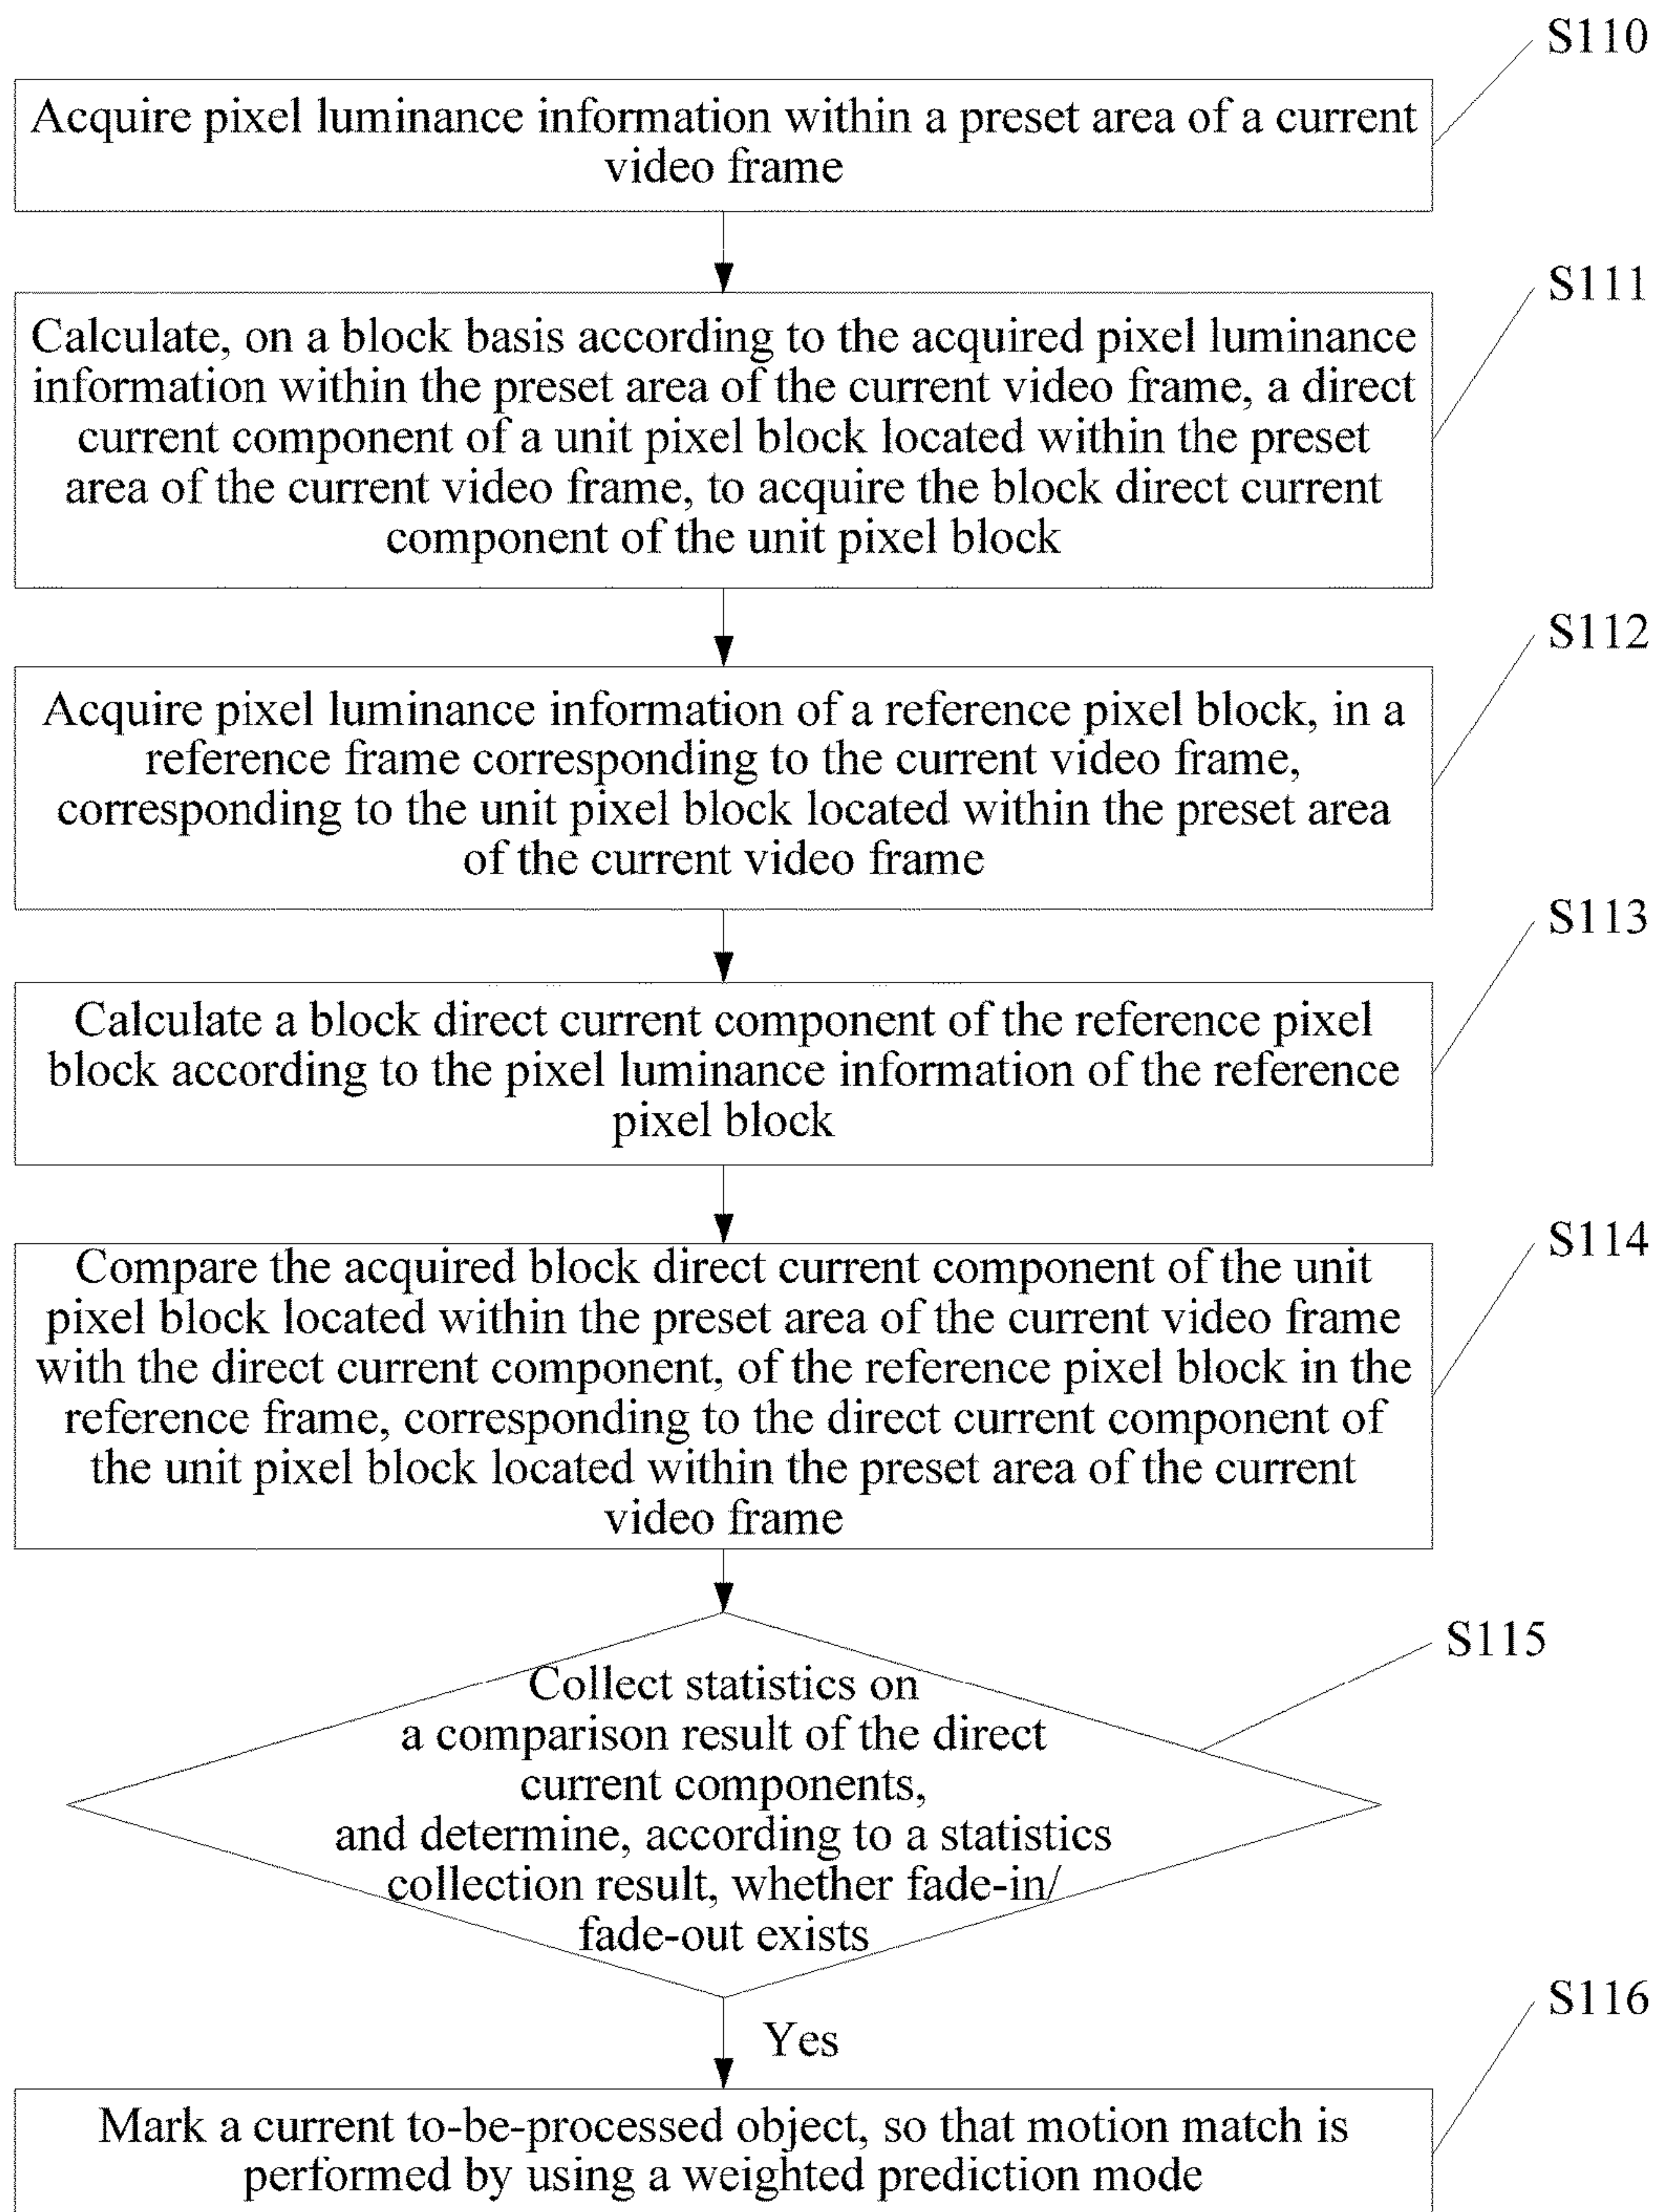 S110
Acquire pixel luminance information within a preset area of a current
video frame
S111
Calculate, on a block basis according to the acquired pixel luminance
information within the preset area of the current video frame, a direct
current component of a unit pixel block located within the preset
area of the current video frame, to acquire the block direct current
component of the unit pixel block
S112
Acquire pixel luminance information of a reference pixel block, in a
reference frame corresponding to the current video frame,
corresponding to the unit pixel block located within the preset area
of the current video frame
S113
Calculate a block direct current component of the reference pixel
block according to the pixel luminance information of the reference
pixel block
S114
Compare the acquired block direct current component of the unit
pixel block located within the preset area of the current video frame
with the direct current component, of the reference pixel block in the
reference frame, corresponding to the direct current component of
the unit pixel block located within the preset area of the current
video frame
S115
Collect statistics on
a comparison result of the direct
current components,
and determine, according to a statistics
collection result, whether fade-in/
fade-out exists
S116
Yes
Mark a current to-be-processed object, so that motion match is
performed by using a weighted prediction mode